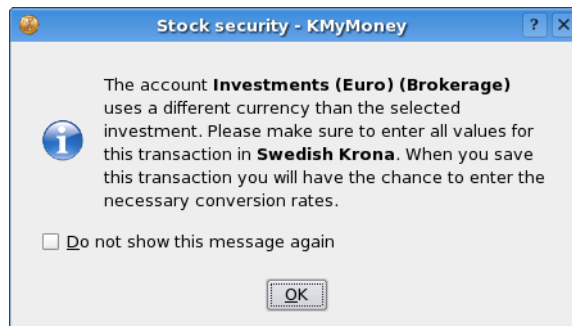 Stock security - KMyMoney
The account Investments (Euro) (Brokerage)
uses a different currency than the selected
investment. Please make sure to enter all values for
this transaction in Swedish Krona. When you save
this transaction you will have the chance to enter the
necessary conversion rates.
Do not show this message again
OK